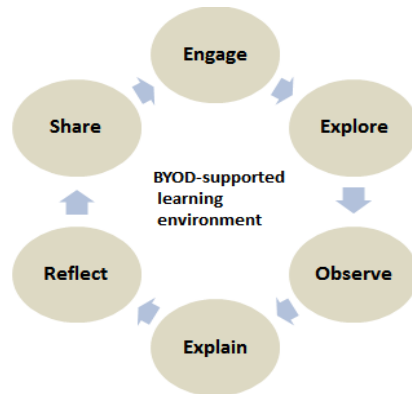 Engage
Share
Explore
BYOD-supported
learning
environment
Reflect
Observe
Explain